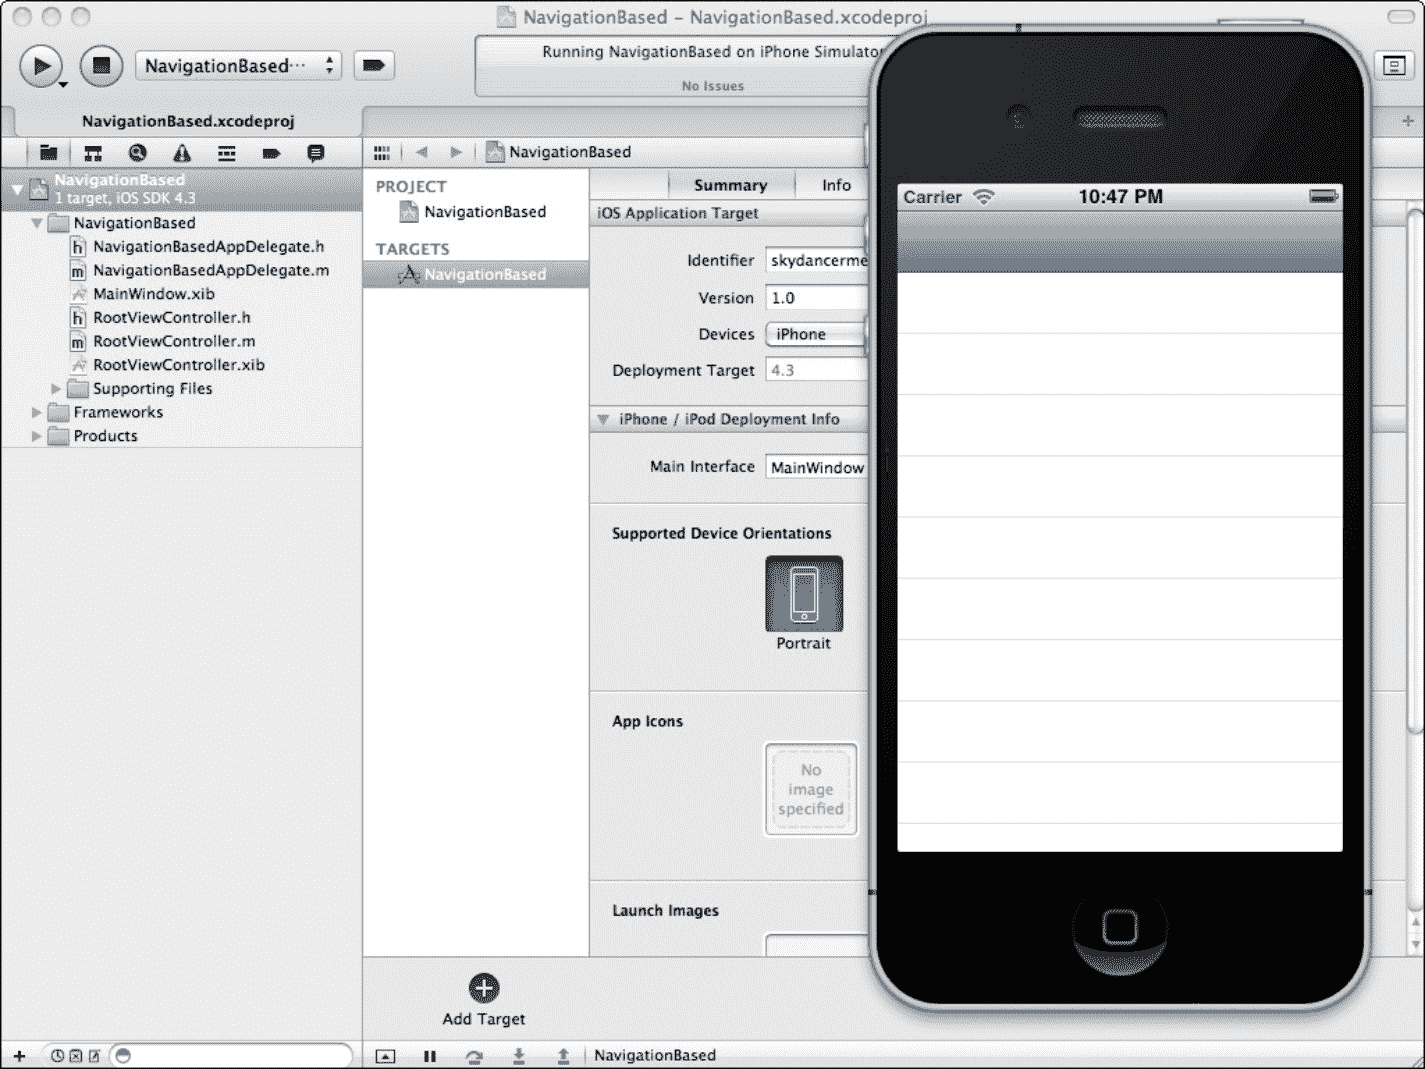 NavigationBased – NavigationBased.xcodeproj
NavigationBased...
Running NavigationBased on iPhone Simulator
No Issues
NavigationBased.xcodeproj
NavigationBased
1 target, iOS SDK 4.3
NavigationBased
NavigationBasedAppDelegate.h
NavigationBasedAppDelegate.m
MainWindow.xib
RootViewController.h
RootViewController.m
RootViewController.xib
Supporting Files
Frameworks
Products
NavigationBased
PROJECT
NavigationBased
TARGETS
NavigationBased
Add Target
Summary
Info
iOS Application Target
Identifier skydancerme
Version 1.0
Devices iPhone
Deployment Target 4.3
iPhone / iPod Deployment Info
Main Interface MainWindow
Supported Device Orientations
Portrait
App Icons
No
image
specified
Launch Images
NavigationBased
Carrier 10:47 PM